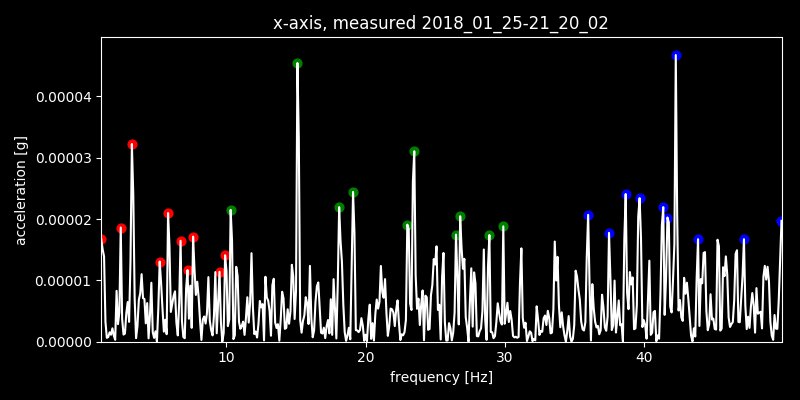 x-axis, measured 2018_01_25-21_20_02
0.00004
0.00003
0.00002
0.00001
0.00000
acceleration [g]
10 20 30 40
frequency [Hz]